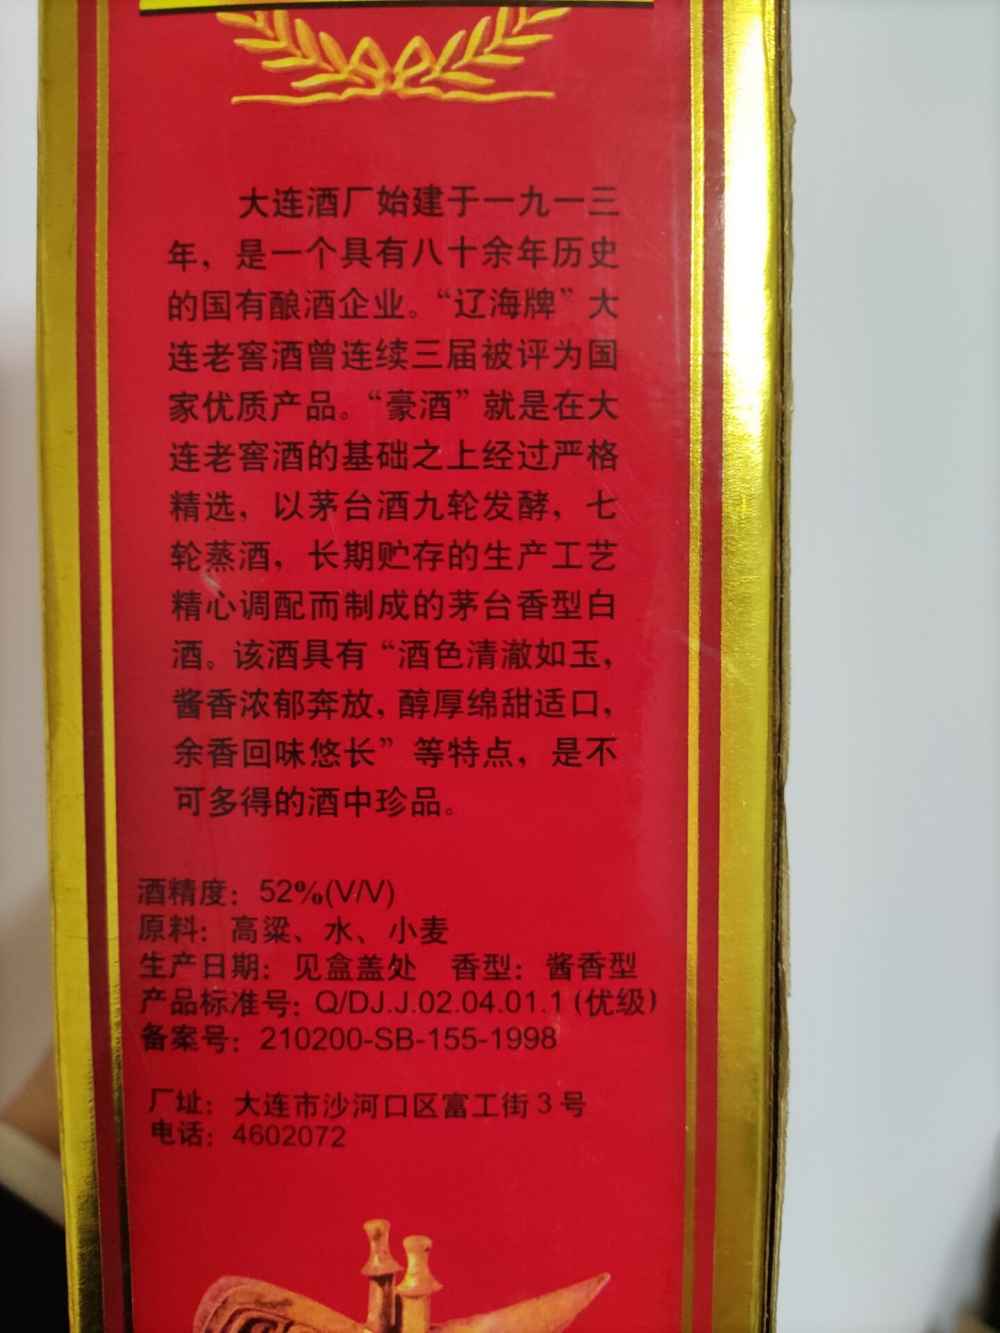 大连酒厂始建于一九一三
年，是一个具有八十余年历史
的国有酿酒企业。“辽海牌”大
连老窖酒曾连续三届被评为国
家优质产品。“豪酒”就是在大
连老窖酒的基础之上经过严格
精选，以茅台酒九轮发酵，七
轮蒸酒，长期贮存的生产工艺
精心调配而制成的茅台香型白
酒。该酒具有“酒色清澈如玉，
酱香浓郁奔放，醇厚绵甜适口，
余香回味悠长”等特点，是不
可多得的酒中珍品。
酒精度：52%(V/V)
原料：高粱、水、小麦
生产日期：见盒盖处 香型：酱香型
产品标准号：Q/DJ.J.02.04.01.1（优级）
备案号：210200-SB-155-1998
厂址：大连市沙河口区富工街3号
电话：4602072